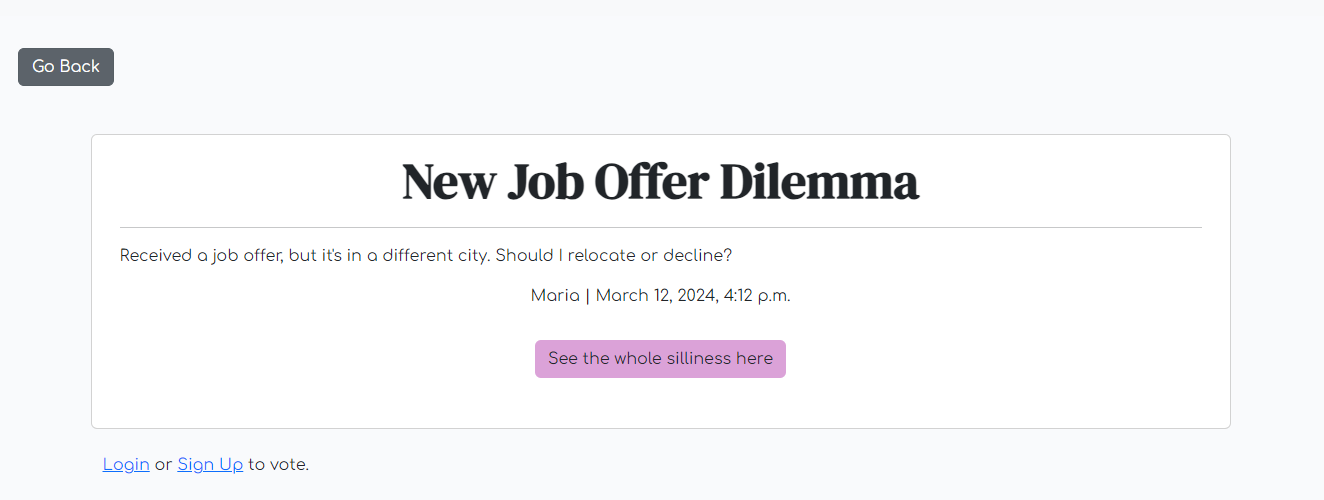 Go Back
New Job Offer Dilemma
Received a job offer, but it's in a different city. Should I relocate or decline?
Maria | March 12, 2024, 4:12 p.m.
See the whole silliness here
Login or Sign Up to vote.